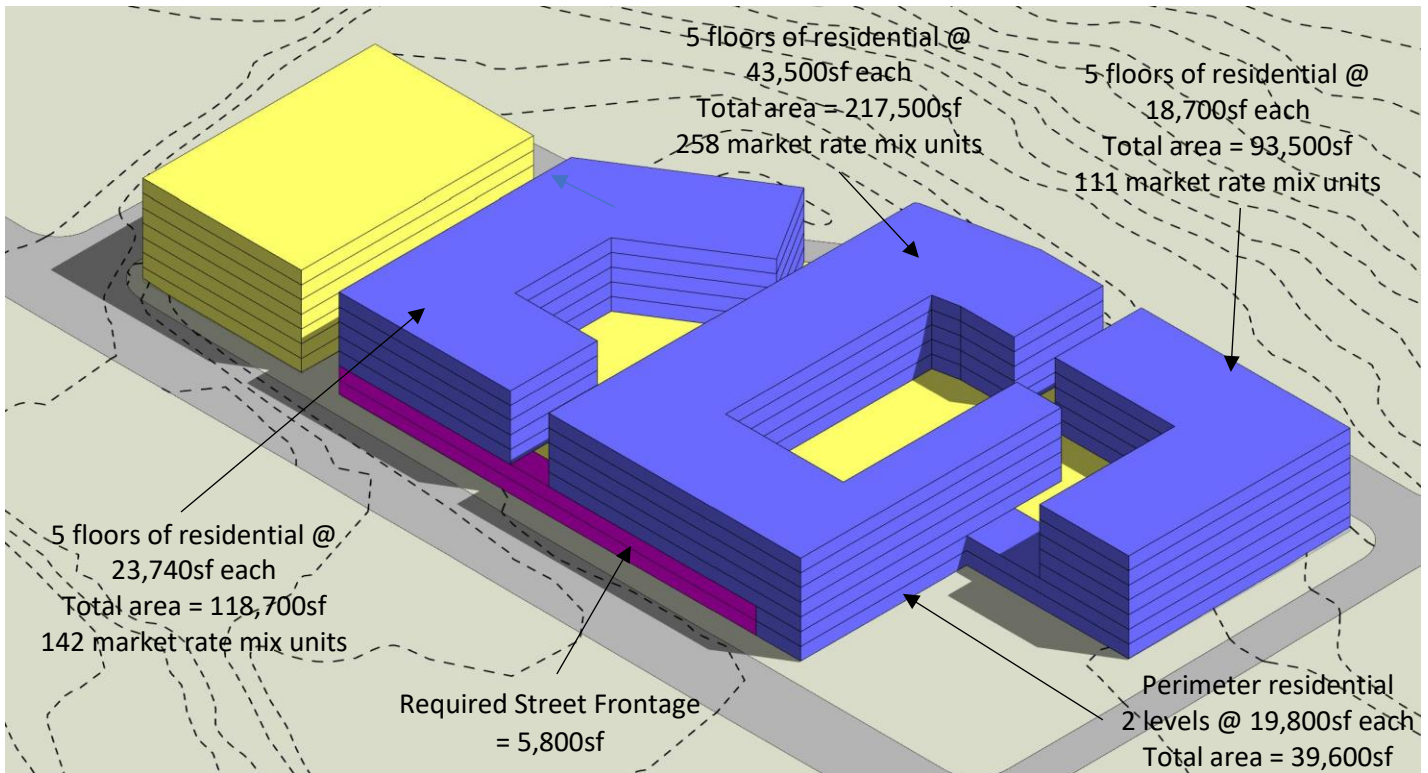 5 floors of residential @
43,500sf each
Total area = 217,500sf
258 market rate mix units
5 floors of residential @
18,700sf each
Total area = 93,500sf
111 market rate mix units
5 floors of residential @
23,740sf each
Total area = 118,700sf
142 market rate mix units
Required Street Frontage
= 5,800sf
Perimeter residential
2 levels @ 19,800sf each
Total area = 39,600sf